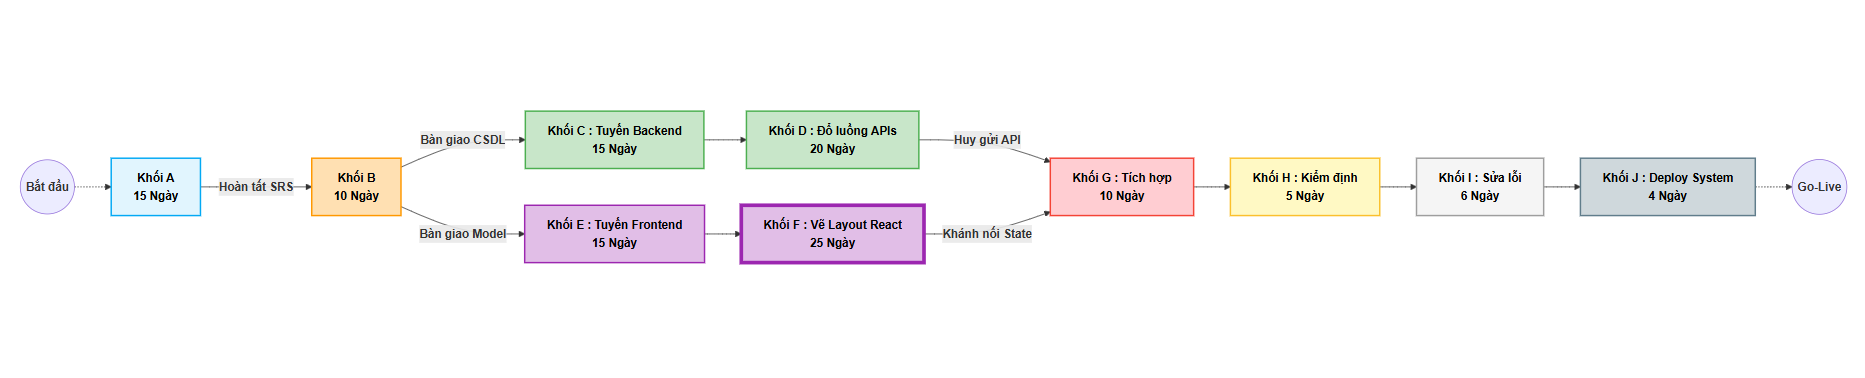 Bắt đầu
Khối A
15 Ngày
Hoàn tất SRS
Khối B
10 Ngày
Bàn giao CSDL
Khối C : Tuyến Backend
15 Ngày
Khối D : Đổ luồng APIs
20 Ngày
Huy gửi API
Bàn giao Model
Khối E : Tuyến Frontend
15 Ngày
Khối F : Vẽ Layout React
25 Ngày
Khánh nối State
Khối G : Tích hợp
10 Ngày
Khối H : Kiểm định
5 Ngày
Khối I : Sửa lỗi
6 Ngày
Khối J : Deploy System
4 Ngày
Go-Live